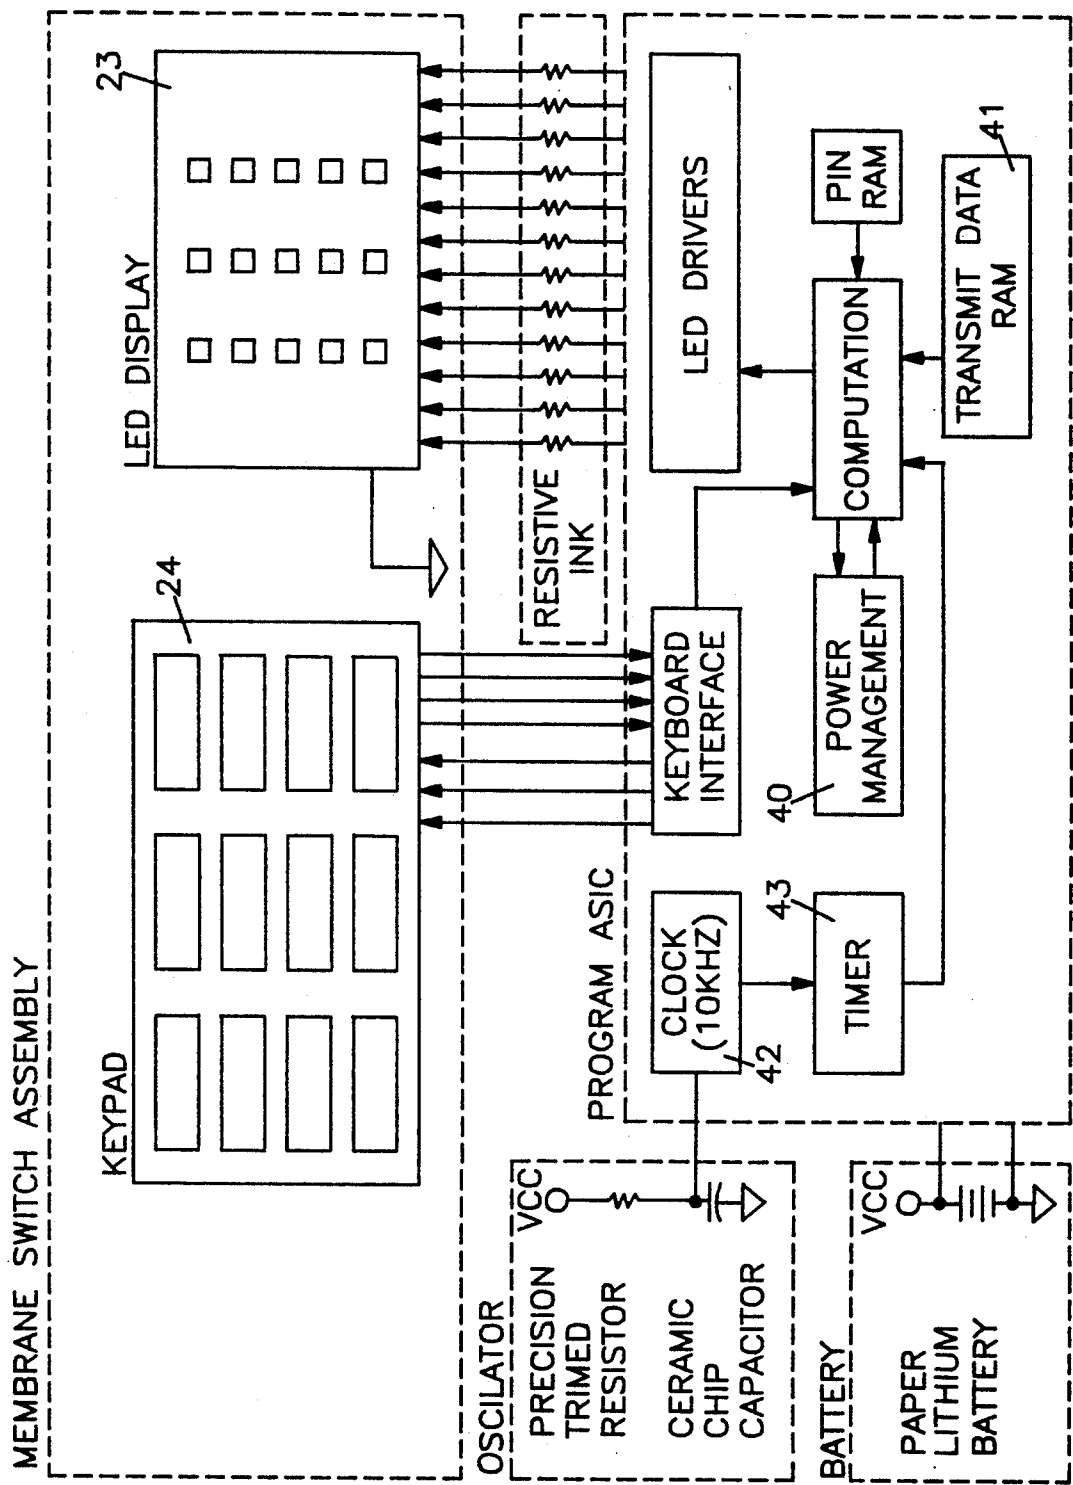 MEMBRANE SWITCH ASSEMBLY
KEYPAD
24
LED DISPLAY
23
RESISTIVE
INK
OSCILATOR
VCC
PRECISION
TRIMED
RESISTOR
CERAMIC
CHIP
CAPACITOR
PROGRAM ASIC
CLOCK
(10KHZ)
42
KEYBOARD
INTERFACE
LED DRIVERS
TIMER
43
POWER
MANAGEMENT
40
COMPUTATION
PIN
RAM
TRANSMIT DATA
RAM
41
BATTERY
VCC
PAPER
LITHIUM
BATTERY